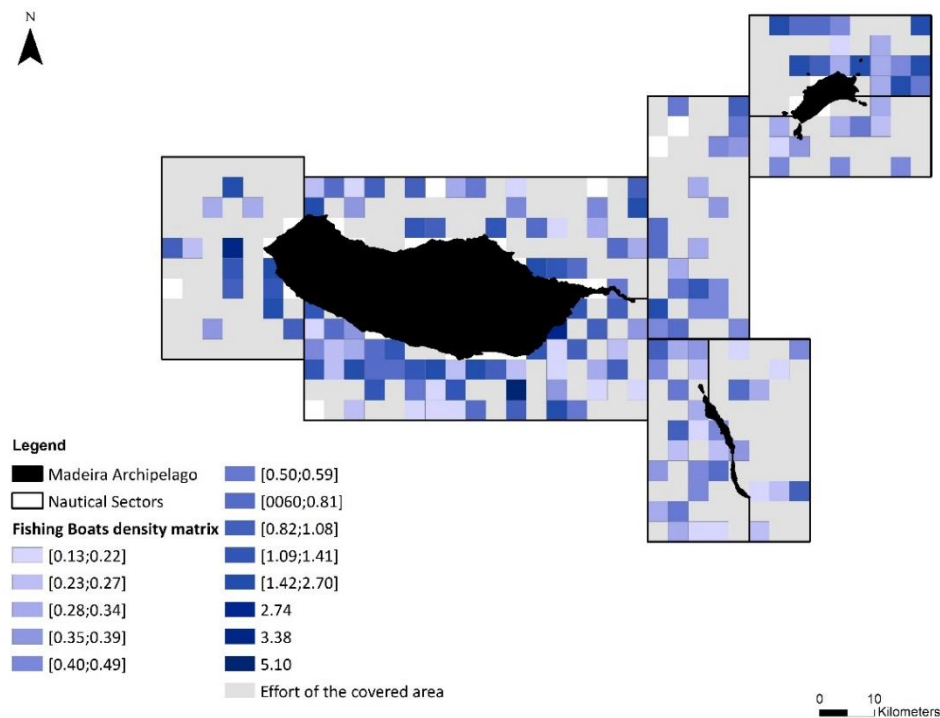 N
Legend
Madeira Archipelago
Nautical Sectors
Fishing Boats density matrix
[0.13;0.22]
[0.23;0.27]
[0.28;0.34]
[0.35;0.39]
[0.40;0.49]
[0.50;0.59]
[0060;0.81]
[0.82;1.08]
[1.09;1.41]
[1.42;2.70]
2.74
3.38
5.10
Effort of the covered area
0 10
Kilometers